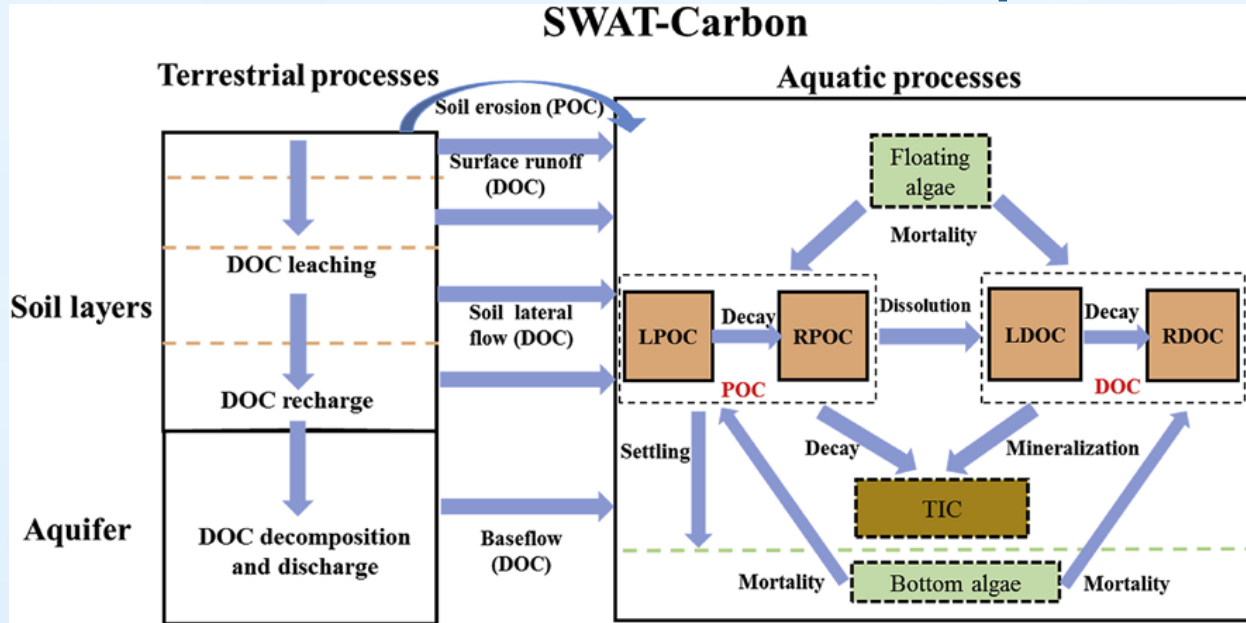 SWAT-Carbon
Terrestrial processes
Aquatic processes
Soil erosion (POC)
Surface runoff
(DOC)
Floating
algae
Mortality
DOC leaching
Soil layers
Soil lateral
flow (DOC)
LPOC
Decay
RPOC
POC
Dissolution
LDOC
Decay
RDOC
DOC
DOC recharge
Settling
Decay
Mineralization
TIC
Aquifer
DOC decomposition
and discharge
Baseflow
(DOC)
Mortality
Bottom algae
Mortality